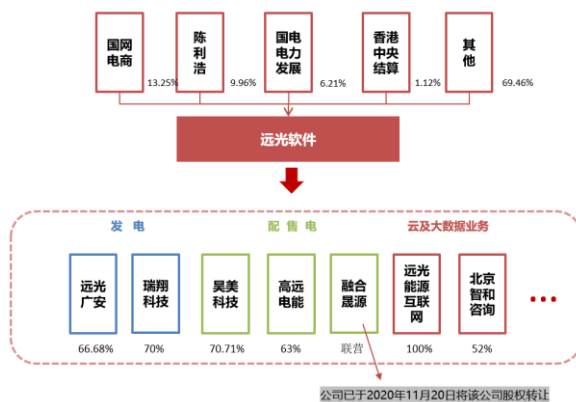 国网
电商
陈
利
浩
国电
电力
发展
香港
中央
结算
其
他
13.25%
9.96%
6.21%
1.12%
69.46%
远光软件
发 电
配 售 电
云及大数据业务
远光
广安
瑞翔
科技
昊美
科技
高远
电能
融合
晟源
远光
能源
互联
网
北京
智和
咨询
66.68%
70%
70.71%
63%
联营
100%
52%
公司已于2020年11月20日将该公司股权转让